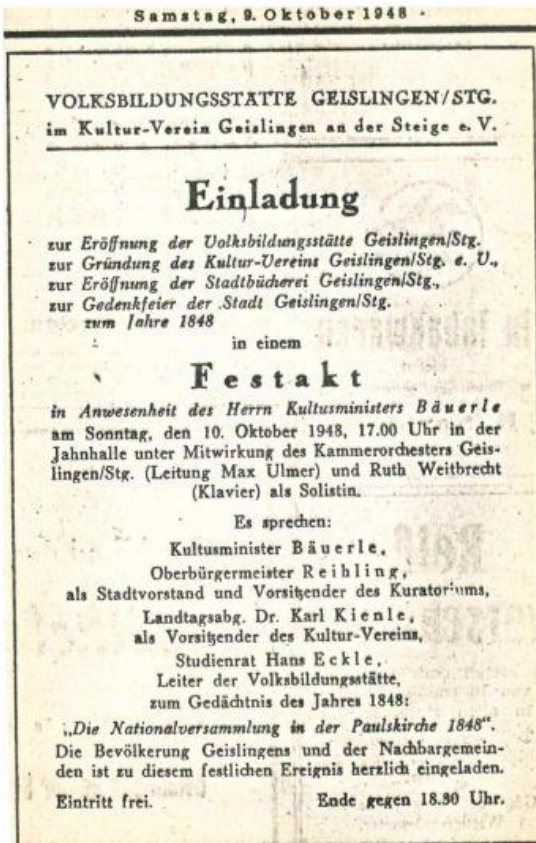 Samstag, 9. Oktober 1948
VOLKSBILDUNGSSTÄTTE GEISLINGEN/STG.
im Kultur-Verein Geislingen an der Steige e. V.
Einladung
zur Eröffnung der Volksbildungsstätte Geislingen/Stg.
zur Gründung des Kultur-Vereins Geislingen/Stg. e. V.,
zur Eröffnung der Stadtbücherei Geislingen/Stg.,
zur Gedenkfeier der Stadt Geislingen/Stg.
zum Jahre 1848
in einem
Festakt
in Anwesenheit des Herrn Kultusministers Bäuerle
am Sonntag, den 10. Oktober 1948, 17.00 Uhr in der
Jahnhalle unter Mitwirkung des Kammerorchesters Geis-
lingen/Stg. (Leitung Max Ulmer) und Ruth Weitbrecht
(Klavier) als Solistin.
Es sprechen:
Kultusminister Bäuerle,
Oberbürgermeister Reihling,
als Stadtvorstand und Vorsitzender des Kuratoriums,
Landtagsabg. Dr. Karl Kienle,
als Vorsitzender des Kultur-Vereins,
Studienrat Hans Eckle,
Leiter der Volksbildungsstätte,
zum Gedächtnis des Jahres 1848:
„Die Nationalversammlung in der Paulskirche 1848“.
Die Bevölkerung Geislingens und der Nachbargemein-
den ist zu diesem festlichen Ereignis herzlich eingeladen.
Eintritt frei. Ende gegen 18.30 Uhr.